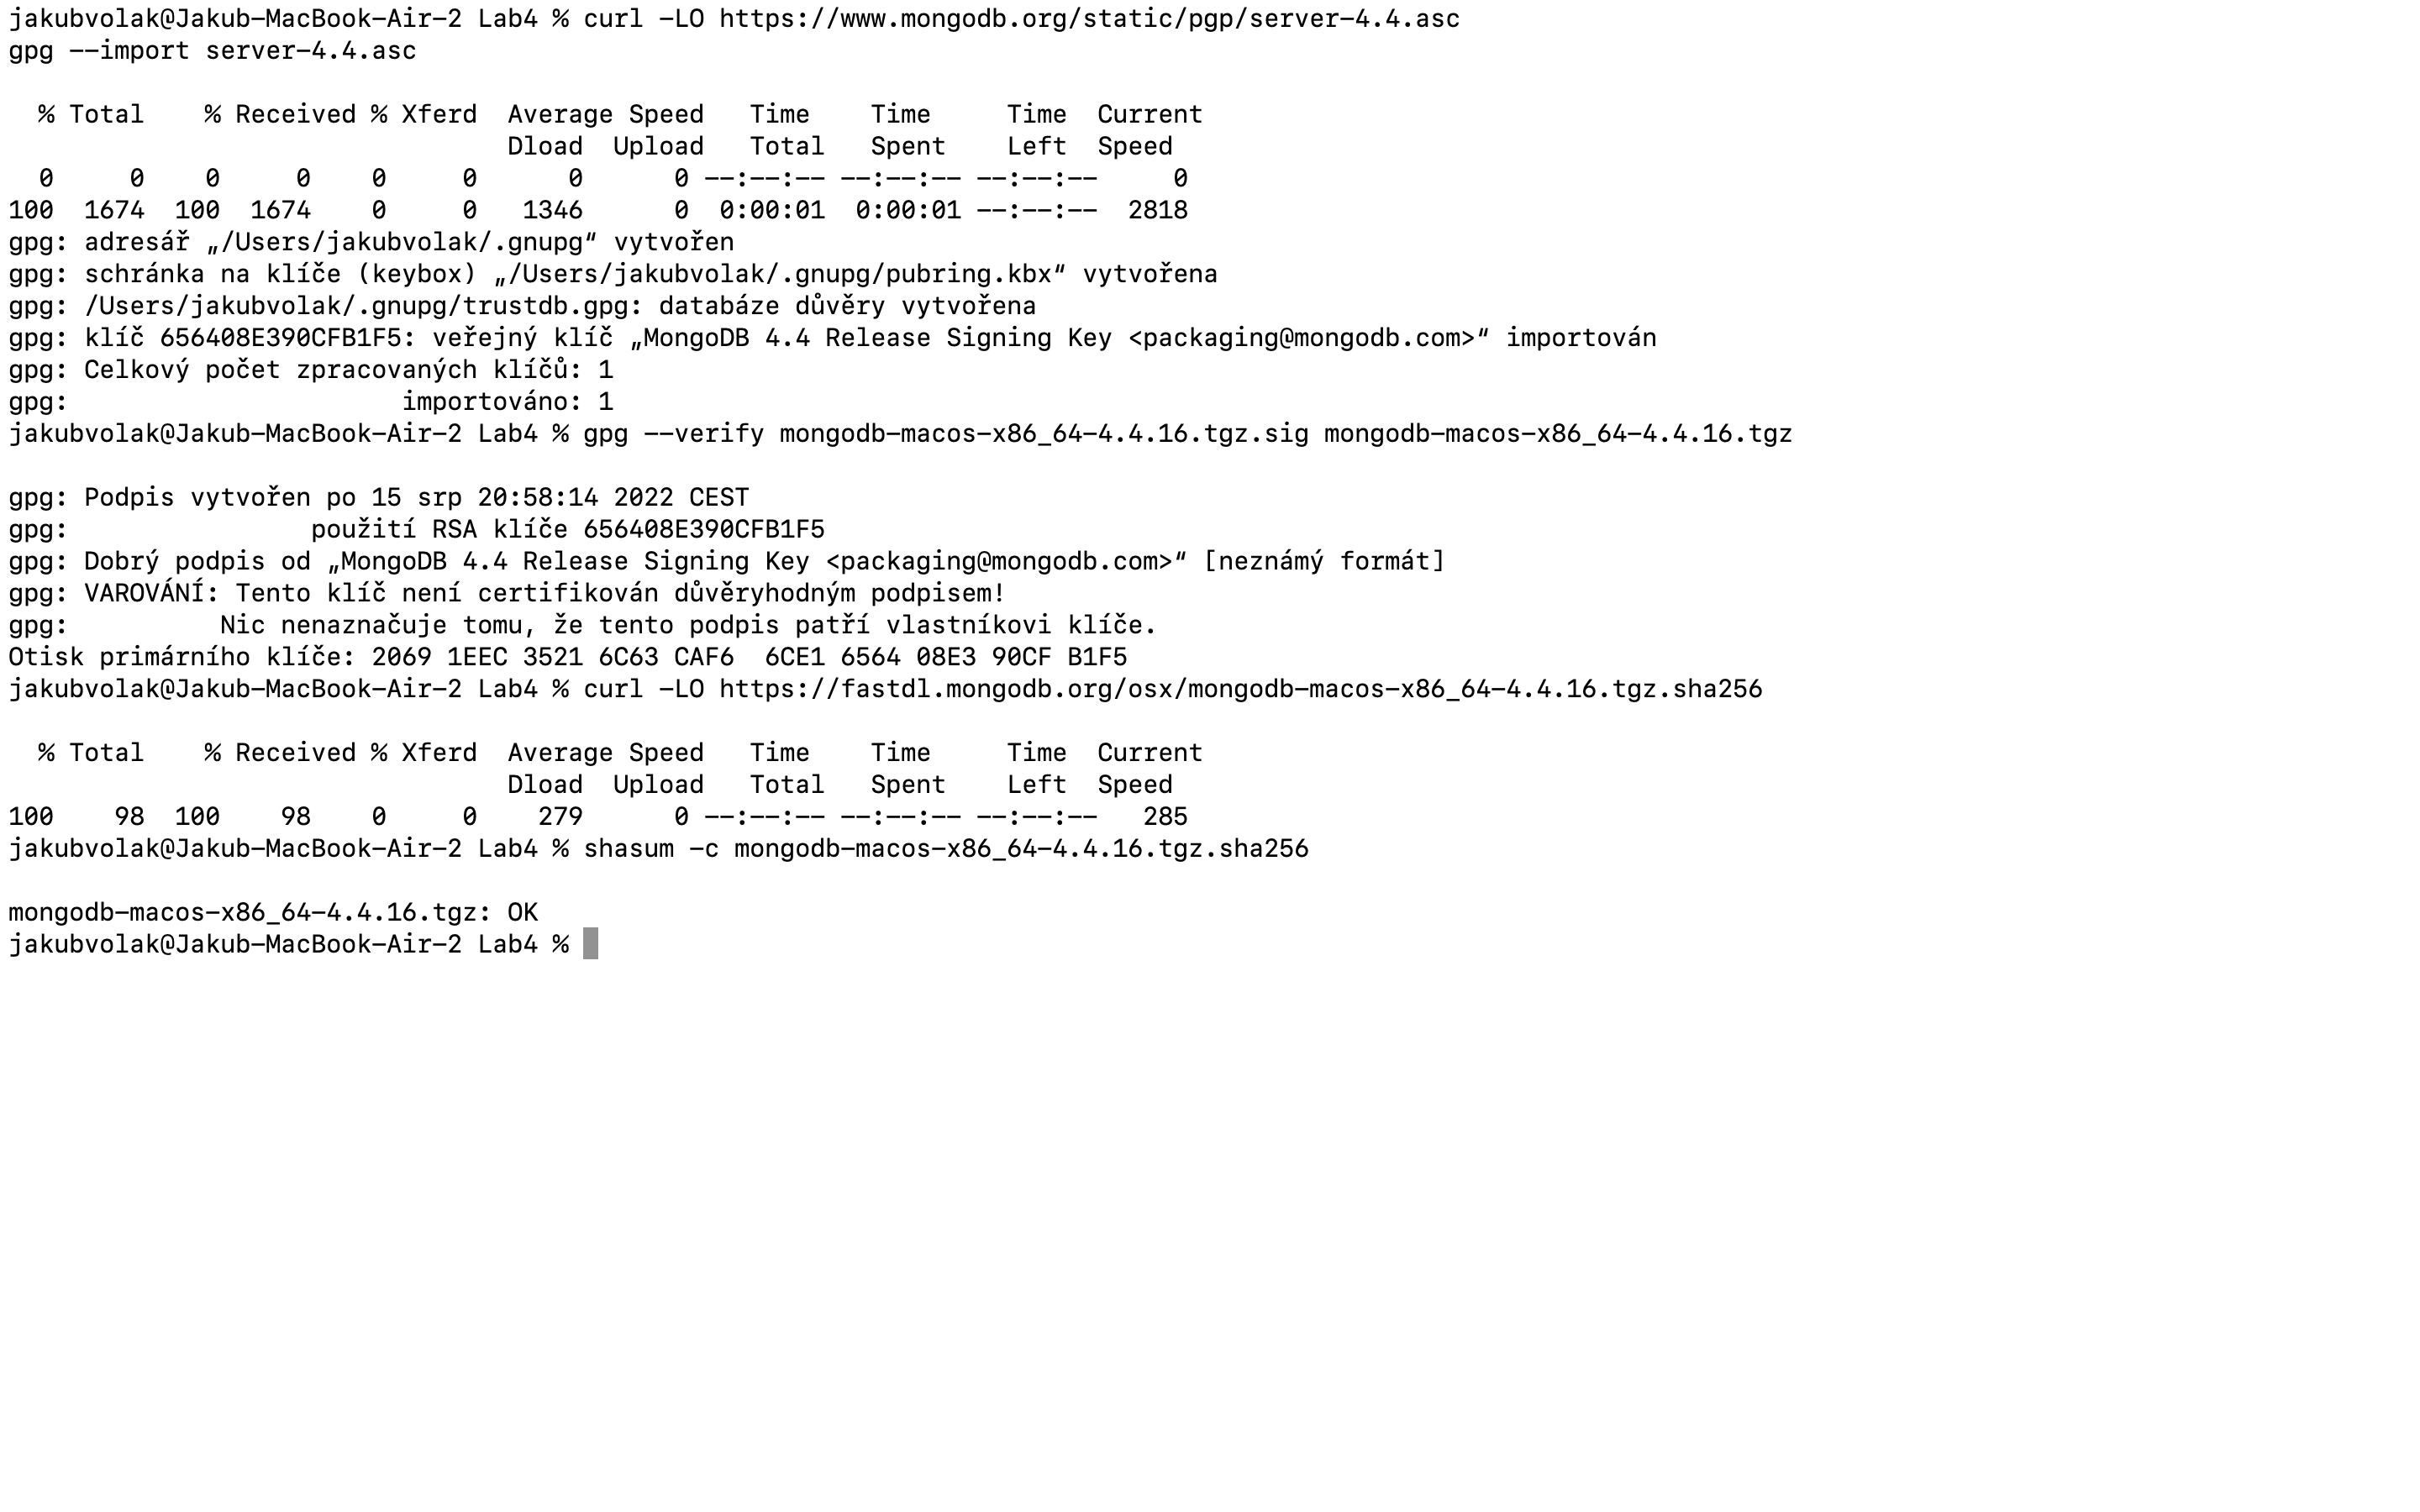 jakubvolak@Jakub-MacBook-Air-2 Lab4 % curl -LO https://www.mongodb.org/static/pgp/server-4.4.asc
gpg --import server-4.4.asc
% Total % Received % Xferd Average Speed Time Time Time Current
Dload Upload Total Spent Left Speed
0 0 0 0 0 0 0 0 --:--:-- --:--:-- --:--:-- 0
100 1674 100 1674 0 0 1346 0 0:00:01 0:00:01 --:--:-- 2818
gpg: adresář „/Users/jakubvolak/.gnupg“ vytvořen
gpg: schránka na klíče (keybox) „/Users/jakubvolak/.gnupg/pubring.kbx“ vytvořena
gpg: /Users/jakubvolak/.gnupg/trustdb.gpg: databáze důvěry vytvořena
gpg: klíč 656408E390CFB1F5: veřejný klíč „MongoDB 4.4 Release Signing Key <packaging@mongodb.com>“ importován
gpg: Celkový počet zpracovaných klíčů: 1
gpg: importováno: 1
jakubvolak@Jakub-MacBook-Air-2 Lab4 % gpg --verify mongodb-macos-x86_64-4.4.16.tgz.sig mongodb-macos-x86_64-4.4.16.tgz
gpg: Podpis vytvořen po 15 srp 20:58:14 2022 CEST
gpg: použití RSA klíče 656408E390CFB1F5
gpg: Dobrý podpis od „MongoDB 4.4 Release Signing Key <packaging@mongodb.com>“ [neznámý formát]
gpg: VAROVÁNÍ: Tento klíč není certifikován důvěryhodným podpisem!
gpg: Nic nenaznačuje tomu, že tento podpis patří vlastníkovi klíče.
Otisk primárního klíče: 2069 1EEC 3521 6C63 CAF6 6CE1 6564 08E3 90CF B1F5
jakubvolak@Jakub-MacBook-Air-2 Lab4 % curl -LO https://fastdl.mongodb.org/osx/mongodb-macos-x86_64-4.4.16.tgz.sha256
% Total % Received % Xferd Average Speed Time Time Time Current
Dload Upload Total Spent Left Speed
100 98 100 98 0 0 279 0 --:--:-- --:--:-- --:--:-- 285
jakubvolak@Jakub-MacBook-Air-2 Lab4 % shasum -c mongodb-macos-x86_64-4.4.16.tgz.sha256
mongodb-macos-x86_64-4.4.16.tgz: OK
jakubvolak@Jakub-MacBook-Air-2 Lab4 %